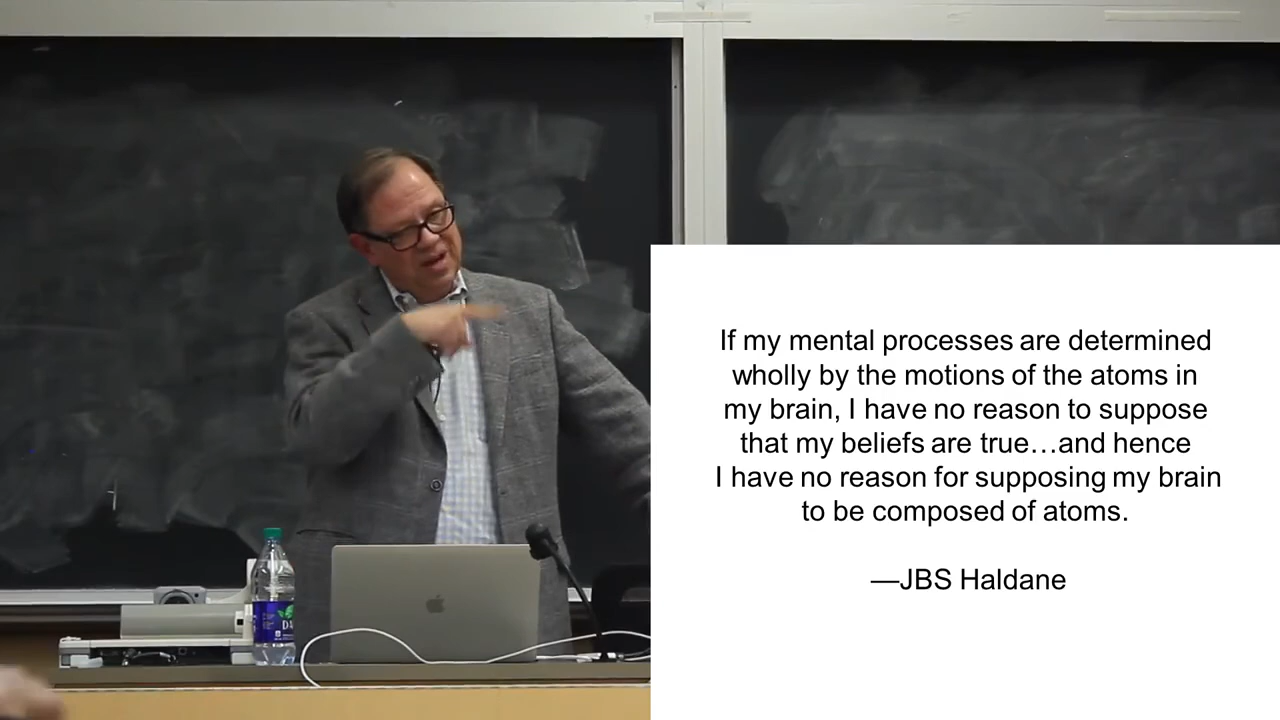 If my mental processes are determined
wholly by the motions of the atoms in
my brain, I have no reason to suppose
that my beliefs are true…and hence
I have no reason for supposing my brain
to be composed of atoms.
—JBS Haldane